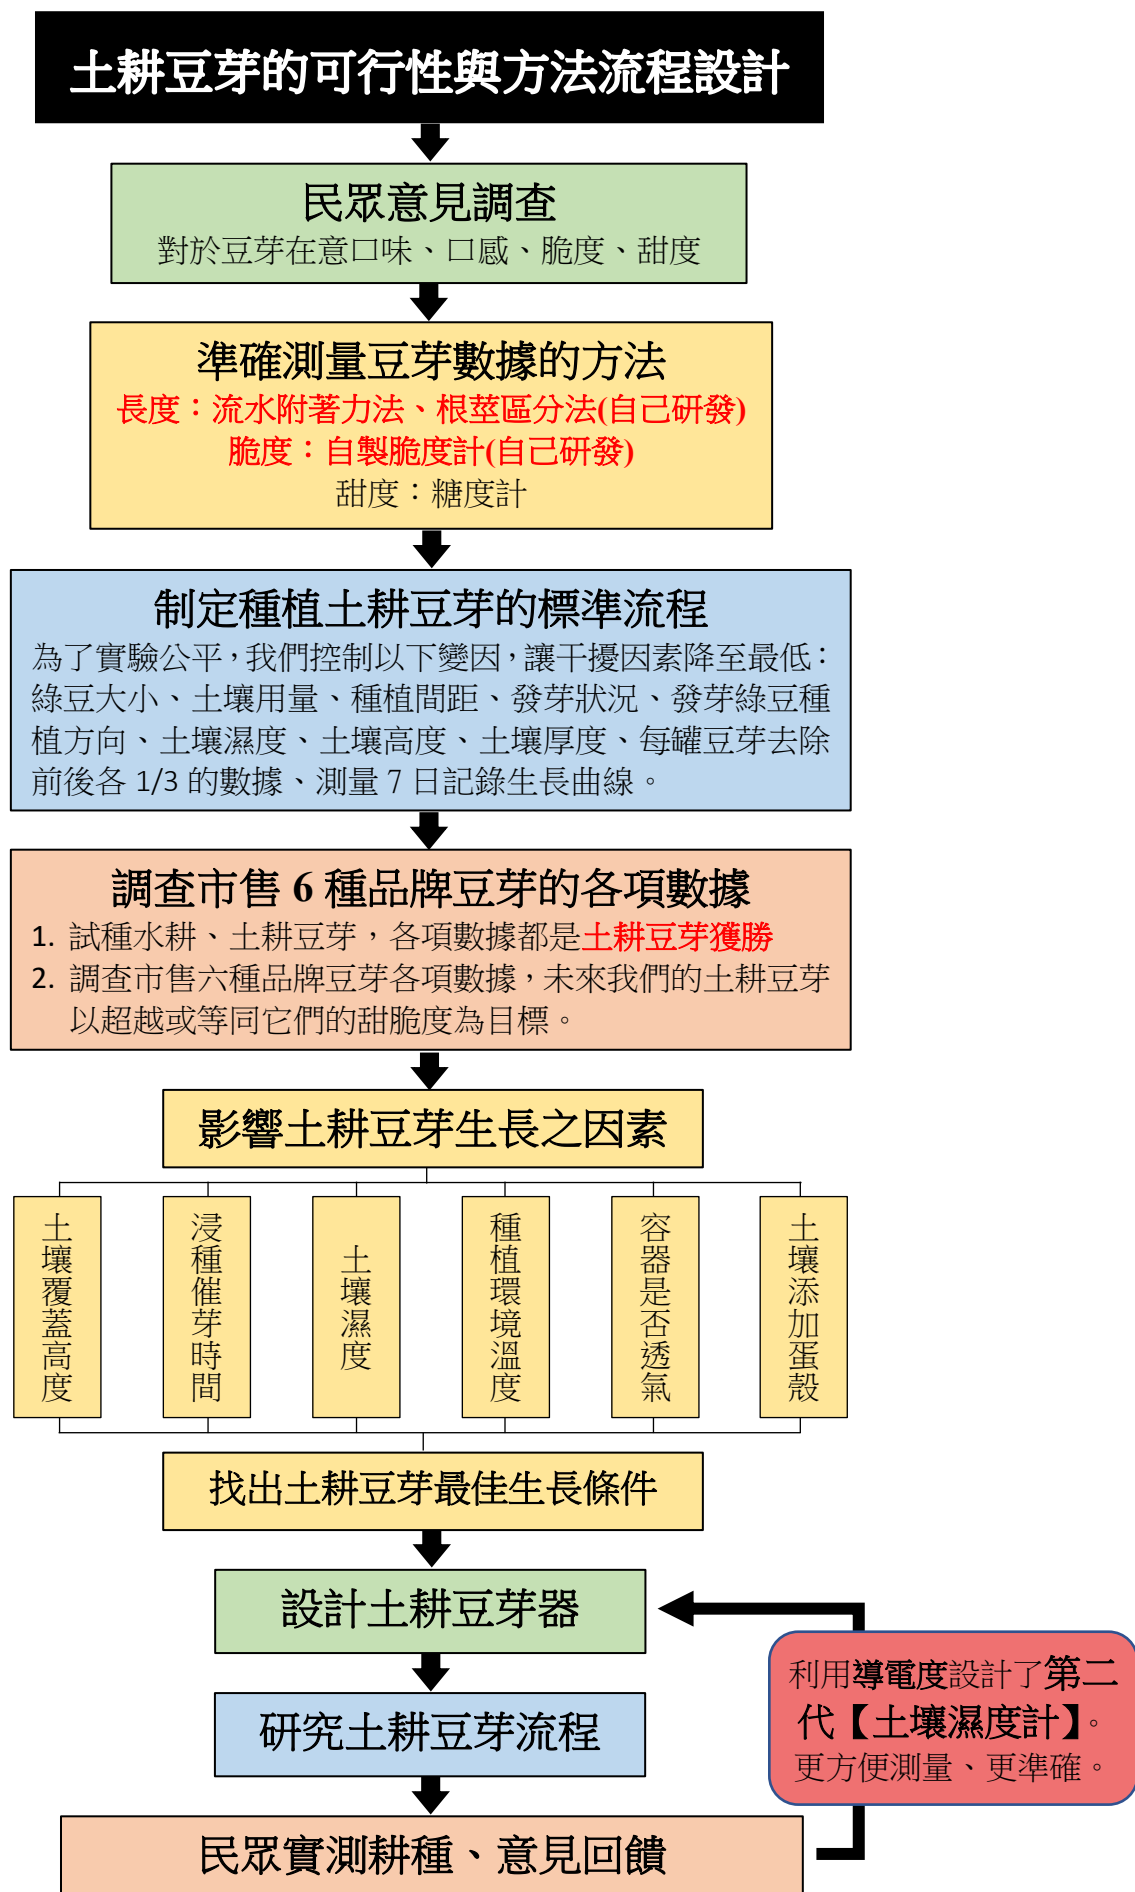 土耕豆芽的可行性與方法流程設計
民眾意見調查
對於豆芽在意口味、口感、脆度、甜度
準確測量豆芽數據的方法
長度：流水附著力法、根莖區分法(自己研發)
脆度：自製脆度計(自己研發)
甜度：糖度計
制定種植土耕豆芽的標準流程
為了實驗公平，我們控制以下變因，讓干擾因素降至最低：
綠豆大小、土壤用量、種植間距、發芽狀況、發芽綠豆種
植方向、土壤濕度、土壤高度、土壤厚度、每罐豆芽去除
前後各 1/3 的數據、測量 7 日記錄生長曲線。
調查市售 6 種品牌豆芽的各項數據
1. 試種水耕、土耕豆芽，各項數據都是土耕豆芽獲勝
2. 調查市售六種品牌豆芽各項數據，未來我們的土耕豆芽
以超越或等同它們的甜脆度為目標。
影響土耕豆芽生長之因素
土壤覆蓋高度
浸種催芽時間
土壤濕度
種植環境溫度
容器是否透氣
土壤添加蛋殼
找出土耕豆芽最佳生長條件
設計土耕豆芽器
研究土耕豆芽流程
民眾實測耕種、意見回饋
利用導電度設計了第二
代【土壤濕度計】。
更方便測量、更準確。